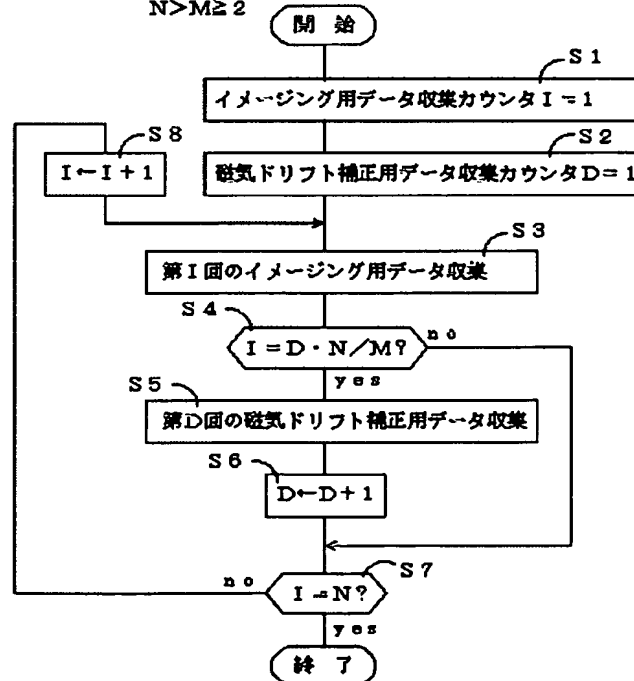 N＞M≧2
開 始
S1
イメージング用データ収集カウンタI＝1
S8
I←I＋1
S2
磁気ドリフト補正用データ収集カウンタD＝1
S3
第I回のイメージング用データ収集
S4
I＝D・N／M?
no
yes
S5
第D回の磁気ドリフト補正用データ収集
S6
D←D＋1
S7
I＝N?
no
yes
終 了